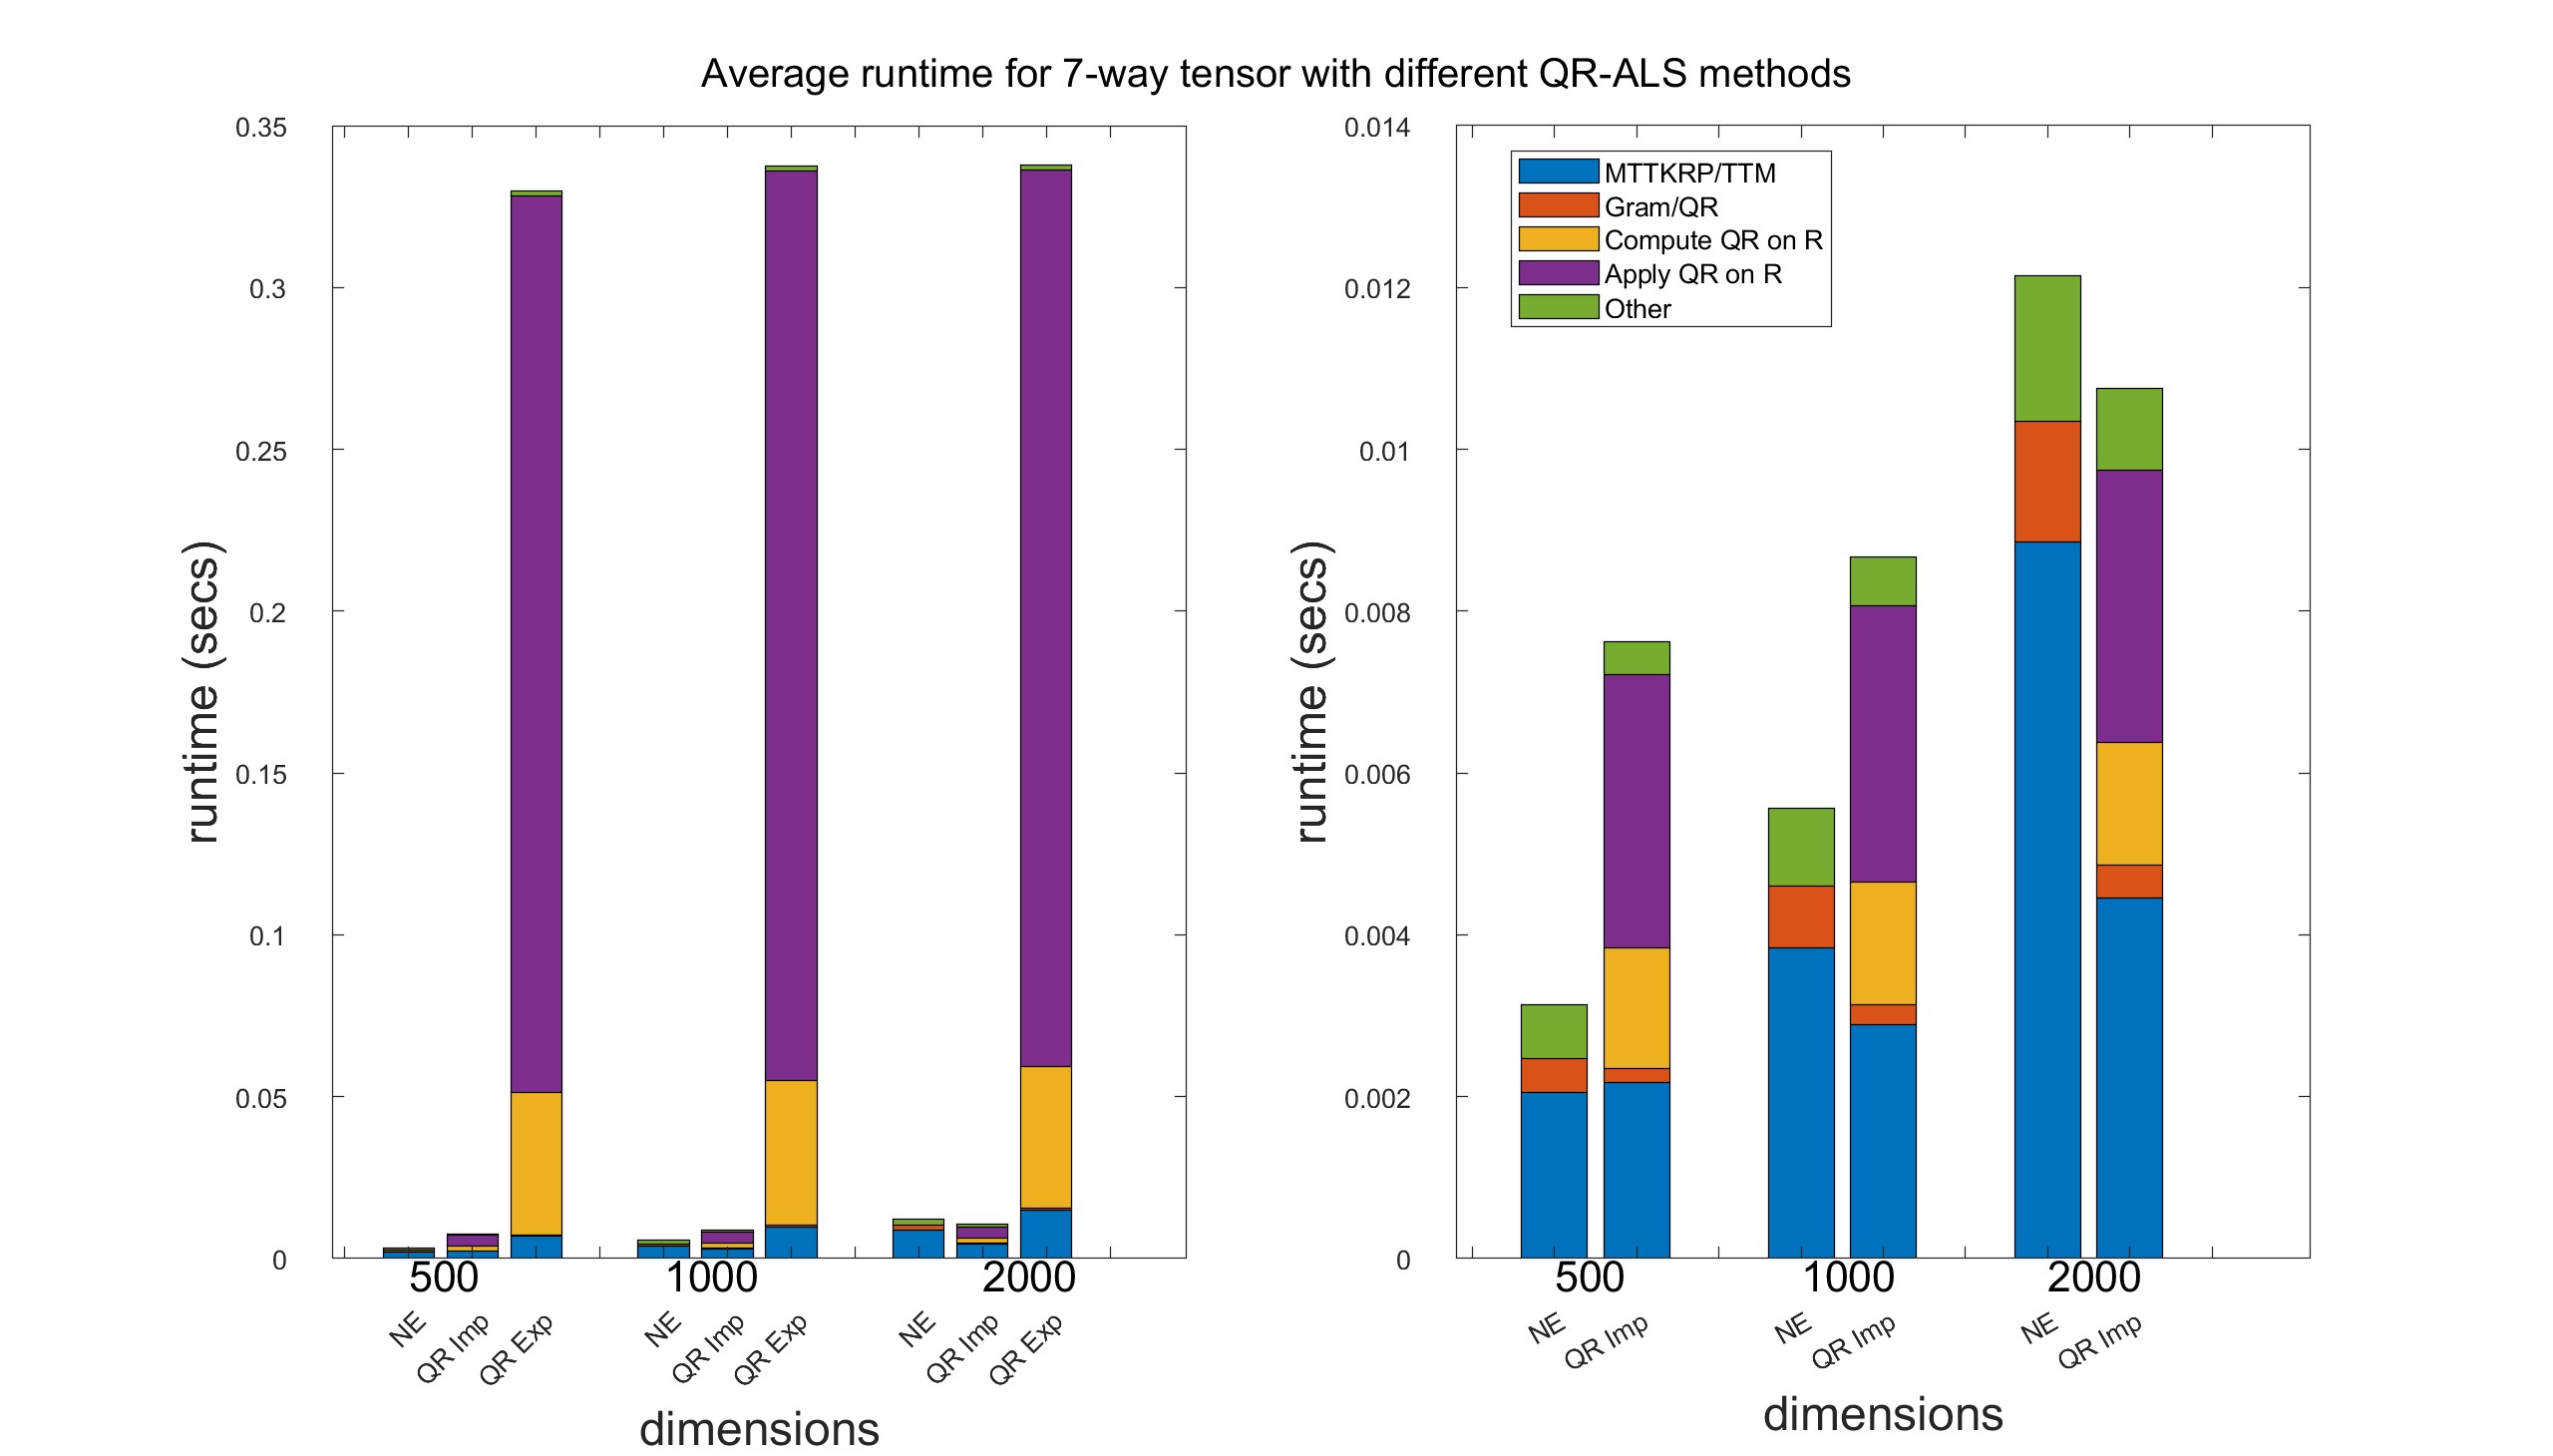 Average runtime for 7-way tensor with different QR-ALS methods
runtime (secs)
0.35
0.3
0.25
0.2
0.15
0.1
0.05
0
500
1000
2000
NE
QR Imp
QR Exp
NE
QR Imp
QR Exp
NE
QR Imp
QR Exp
dimensions
runtime (secs)
0.014
0.012
0.01
0.008
0.006
0.004
0.002
0
MTTKRP/TTM
Gram/QR
Compute QR on R
Apply QR on R
Other
500
1000
2000
NE
QR Imp
NE
QR Imp
NE
QR Imp
dimensions